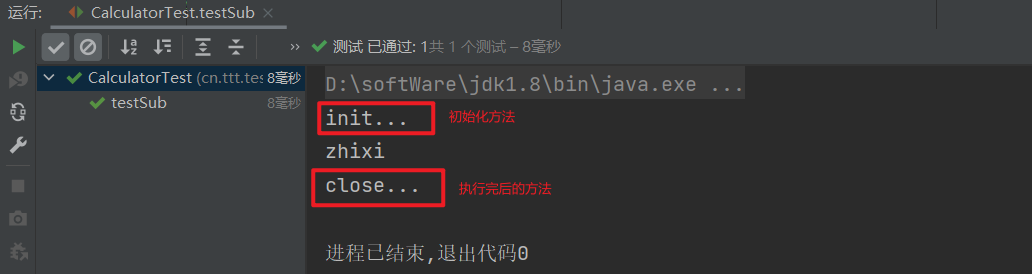 运行: CalculatorTest.testSub ×
» 测试 已通过: 1共 1 个测试 – 8毫秒
CalculatorTest (cn.ttt.tes 8毫秒
testSub 8毫秒
D:\softWare\jdk1.8\bin\java.exe ...
init... 初始化方法
zhixi
close... 执行完后的方法
进程已结束,退出代码0